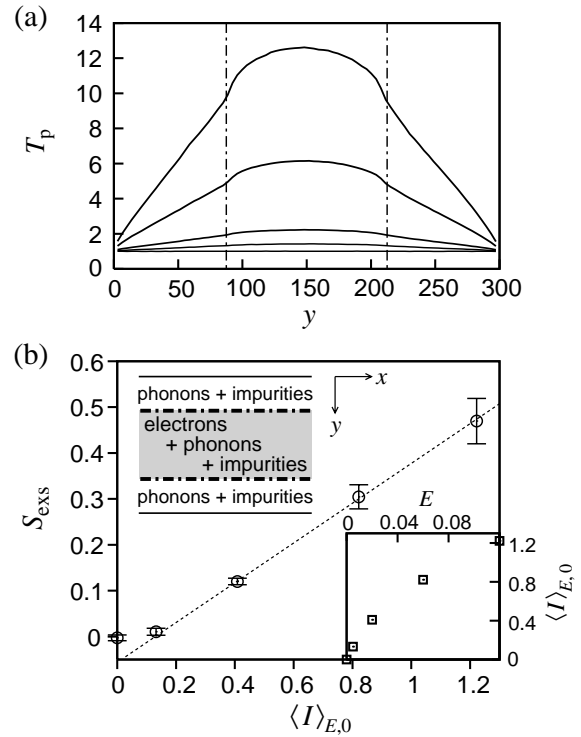 (a)
14
12
10
8
6
4
2
0
T_p
0 50 100 150 200 250 300
y
(b)
0.6
0.5
0.3
0.2
0.1
0
S_exs
phonons + impurities
electrons
+ phonons
+ impurities
phonons + impurities
x
y
E
0 0.04 0.08
1.2
0.8
0.4
0
⟨I⟩_{E,0}
0 0.2 0.4 0.6 0.8 1 1.2
⟨I⟩_{E,0}